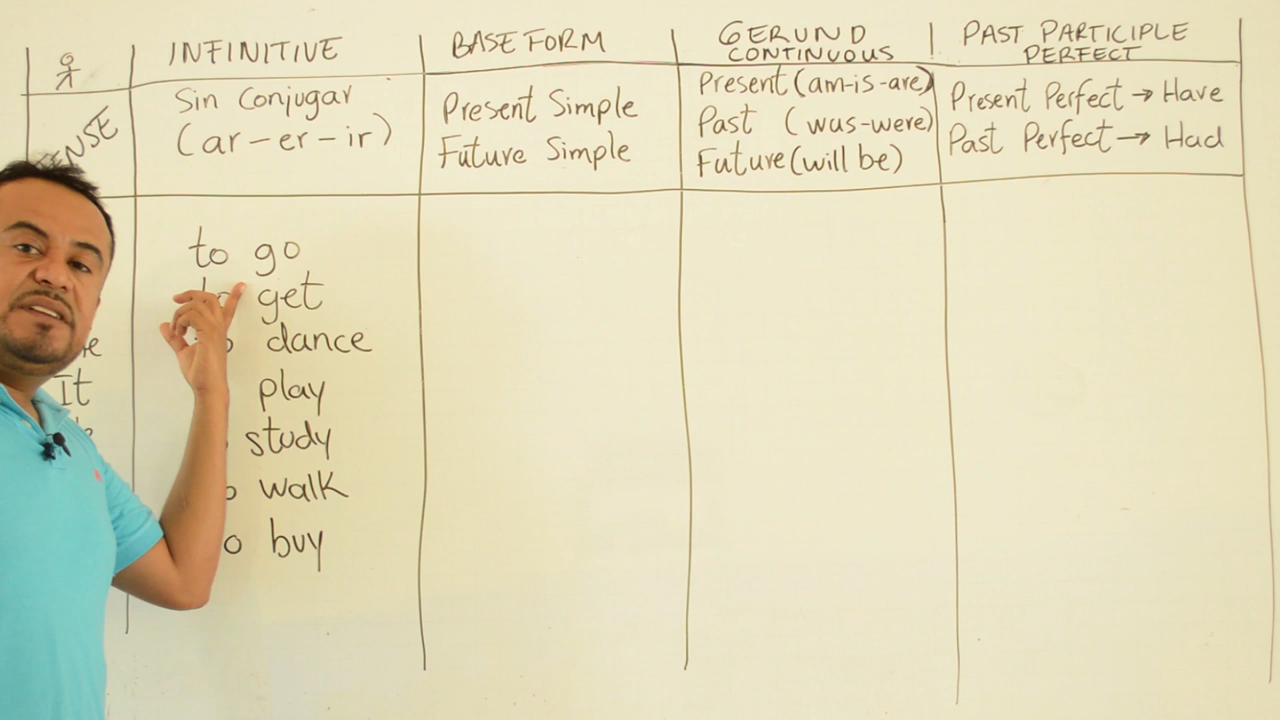 INFINITIVE
BASE FORM
GERUND
CONTINUOUS
PAST PARTICIPLE
PERFECT
Sin Conjugar
(ar-er-ir)
Present Simple
Future Simple
Present (am-is-are)
Past (was-were)
Future (will be)
Present Perfect → Have
Past Perfect → Had
to go
get
dance
play
study
walk
buy
It